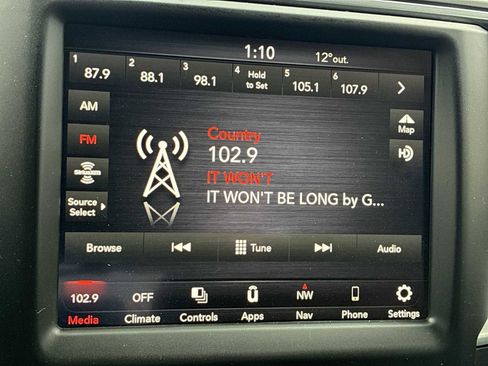 1:10 12°out.
1 87.9 2 88.1 3 98.1 4 Hold to Set 5 105.1 6 107.9
AM
FM
SiriusXM
Source Select
Country
102.9
IT WON'T
IT WON'T BE LONG by G...
Map
HD
Browse Tune Audio
102.9 OFF NW
Media Climate Controls Apps Nav Phone Settings